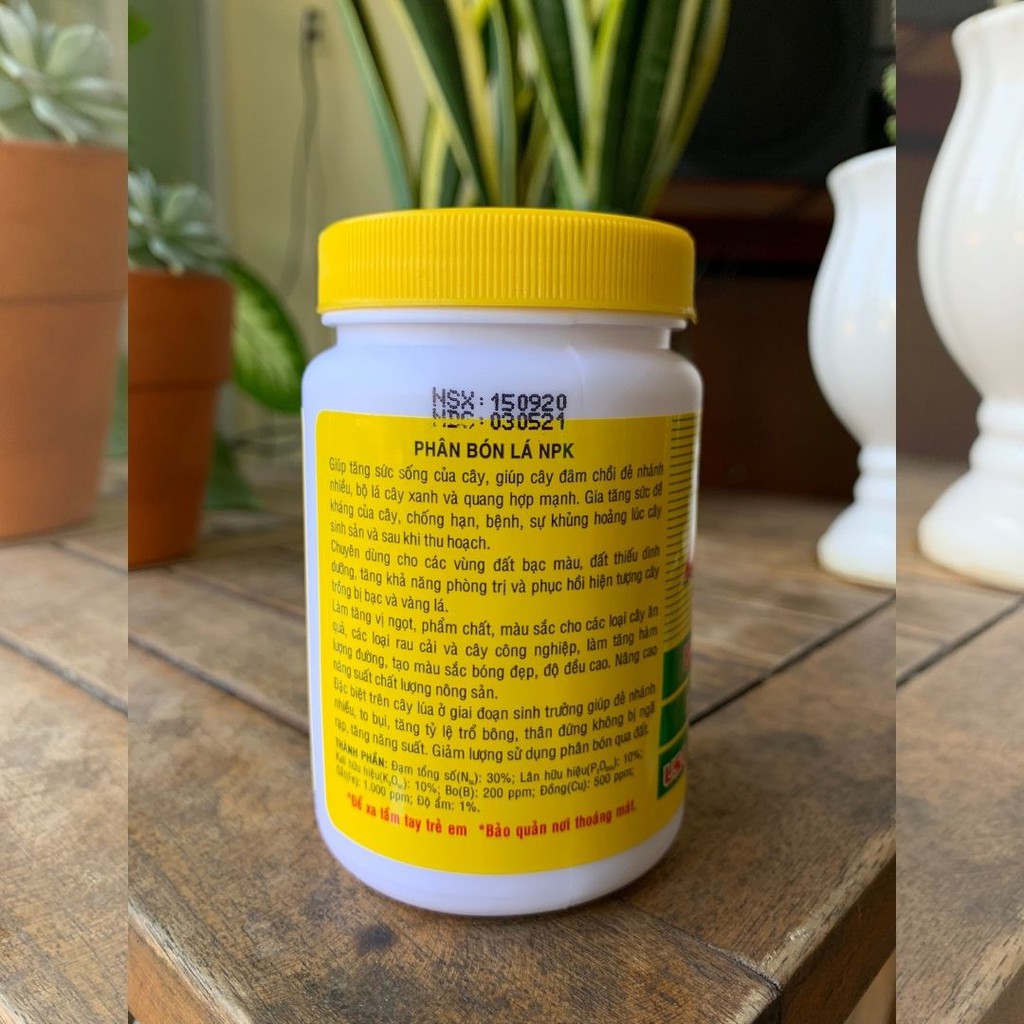 NSX: 150920
HDG: 030521
PHÂN BÓN LÁ NPK
Giúp tăng sức sống của cây, giúp cây đâm chồi đẻ nhánh
nhiều, bộ lá cây xanh và quang hợp mạnh. Gia tăng sức đề
kháng của cây, chống hạn, bệnh, sự khủng hoảng lúc cây
sinh sản và sau khi thu hoạch.
Chuyên dùng cho các vùng đất bạc màu, đất thiếu dinh
dưỡng, tăng khả năng phòng trị và phục hồi hiện tượng cây
trồng bị bạc và vàng lá.
Làm tăng vị ngọt, phẩm chất, màu sắc cho các loại cây ăn
quả, các loại rau cải và cây công nghiệp, làm tăng hàm
lượng đường, tạo màu sắc bóng đẹp, độ đều cao. Nâng cao
năng suất chất lượng nông sản.
Đặc biệt trên cây lúa ở giai đoạn sinh trưởng giúp đẻ nhánh
nhiều, to bụi, tăng tỷ lệ trổ bông, thân đứng không bị ngã
rạp, tăng năng suất. Giảm lượng sử dụng phân bón qua đất.
THÀNH PHẦN: Đạm tổng số(Nts): 30%; Lân hữu hiệu(P2O5hh): 10%;
Kali hữu hiệu(K2Ohh): 10%; Bo(B): 200 ppm; Đồng(Cu): 500 ppm;
Sắt(Fe): 1.000 ppm; Độ ẩm: 1%.
*Để xa tầm tay trẻ em *Bảo quản nơi thoáng mát.